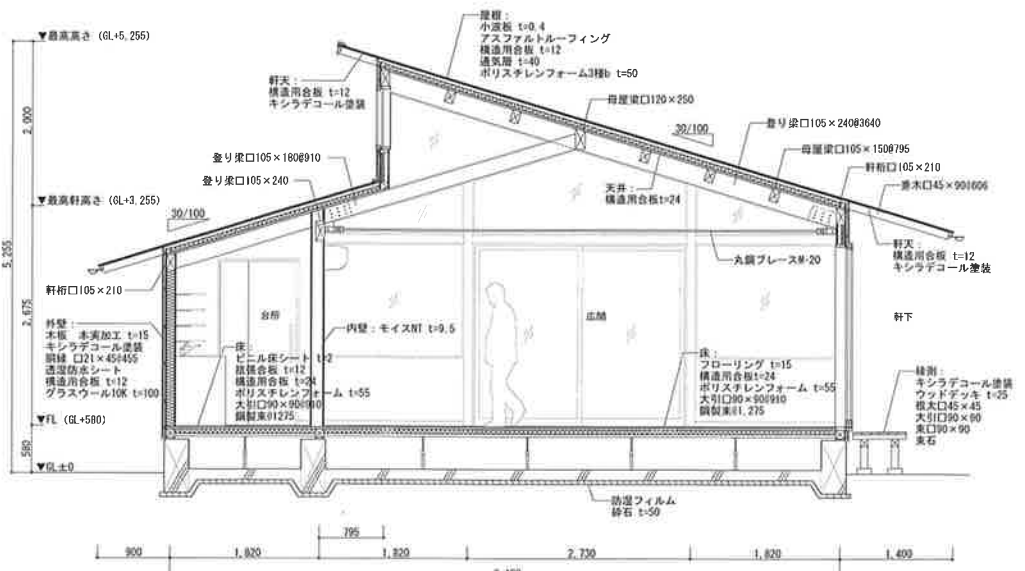 ▼最高高さ (GL+5,255)
屋根:
小波板 t=0.4
アスファルトルーフィング
構造用合板 t=12
通気層 t=40
ポリスチレンフォーム3種b t=50
軒天:
構造用合板 t=12
キシラデコール塗装
母屋梁口120×250
30/100
登り梁口105×240@3640
母屋梁口105×150@795
軒桁口105×210
垂木口45×90@606
登り梁口105×180@910
登り梁口105×240
天井:
構造用合板t=24
▼最高軒高さ (GL+3,255)
30/100
丸鋼ブレースM-20
軒天:
構造用合板 t=12
キシラデコール塗装
軒桁口105×210
台所
広間
軒下
外壁:
木板 本実加工 t=15
キシラデコール塗装
胴縁 口21×45@455
透湿防水シート
構造用合板 t=12
グラスウール10K t=100
内壁:モイスNT t=9.5
床:
ビニル床シート t=2
構造用合板 t=24
ポリスチレンフォーム t=55
大引口90×90@910
鋼製束@1275
床:
フローリング t=15
構造用合板t=24
ポリスチレンフォーム t=55
大引口90×90@910
鋼製束@1,275
縁側:
キシラデコール塗装
ウッドデッキ t=25
根太口45×45
大引口90×90
束口90×90
束石
▼FL (GL+580)
▼GL±0
防湿フィルム
砕石 t=50
2,000
5,255
2,675
580
795
900
1,820
1,820
2,730
1,820
1,400